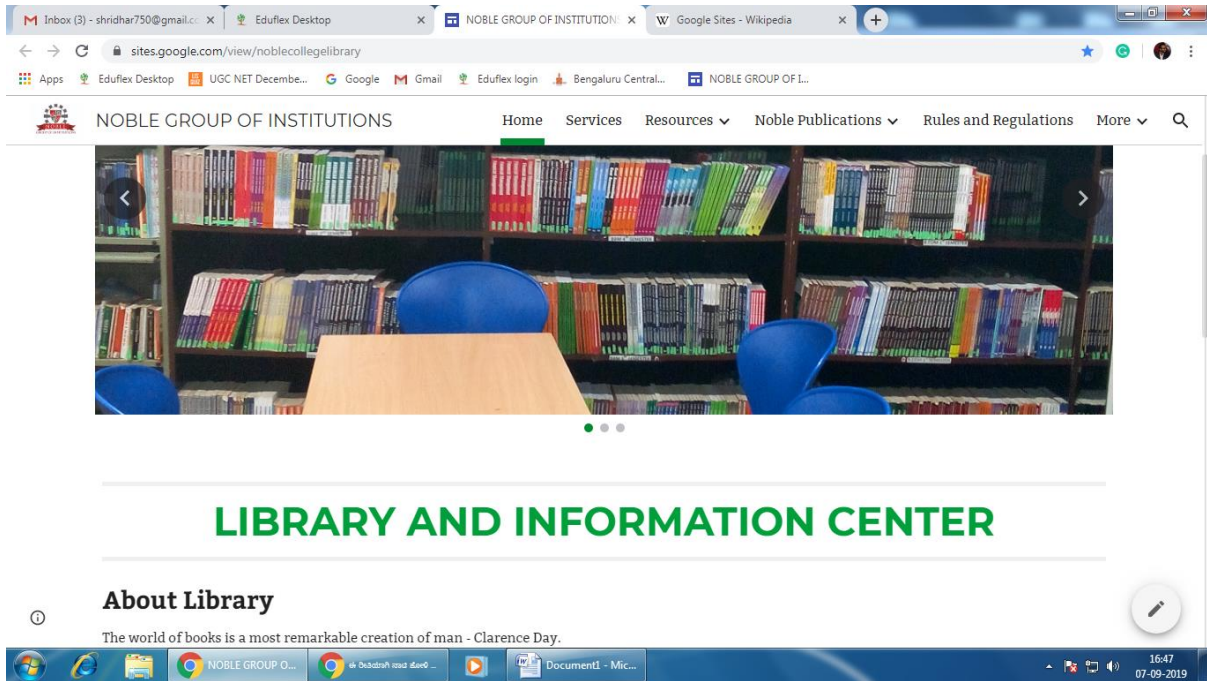 Inbox (3) - shridhar750@gmail.cc
Eduflex Desktop
NOBLE GROUP OF INSTITUTION
Google Sites - Wikipedia
sites.google.com/view/noblecollegelibrary
Apps Eduflex Desktop UGC NET Decembe... Google Gmail Eduflex login Bengaluru Central... NOBLE GROUP OF I...
NOBLE GROUP OF INSTITUTIONS
Home Services Resources Noble Publications Rules and Regulations More
LIBRARY AND INFORMATION CENTER
About Library
The world of books is a most remarkable creation of man - Clarence Day.
NOBLE GROUP O...
Document1 - Mic...
16:47
07-09-2019